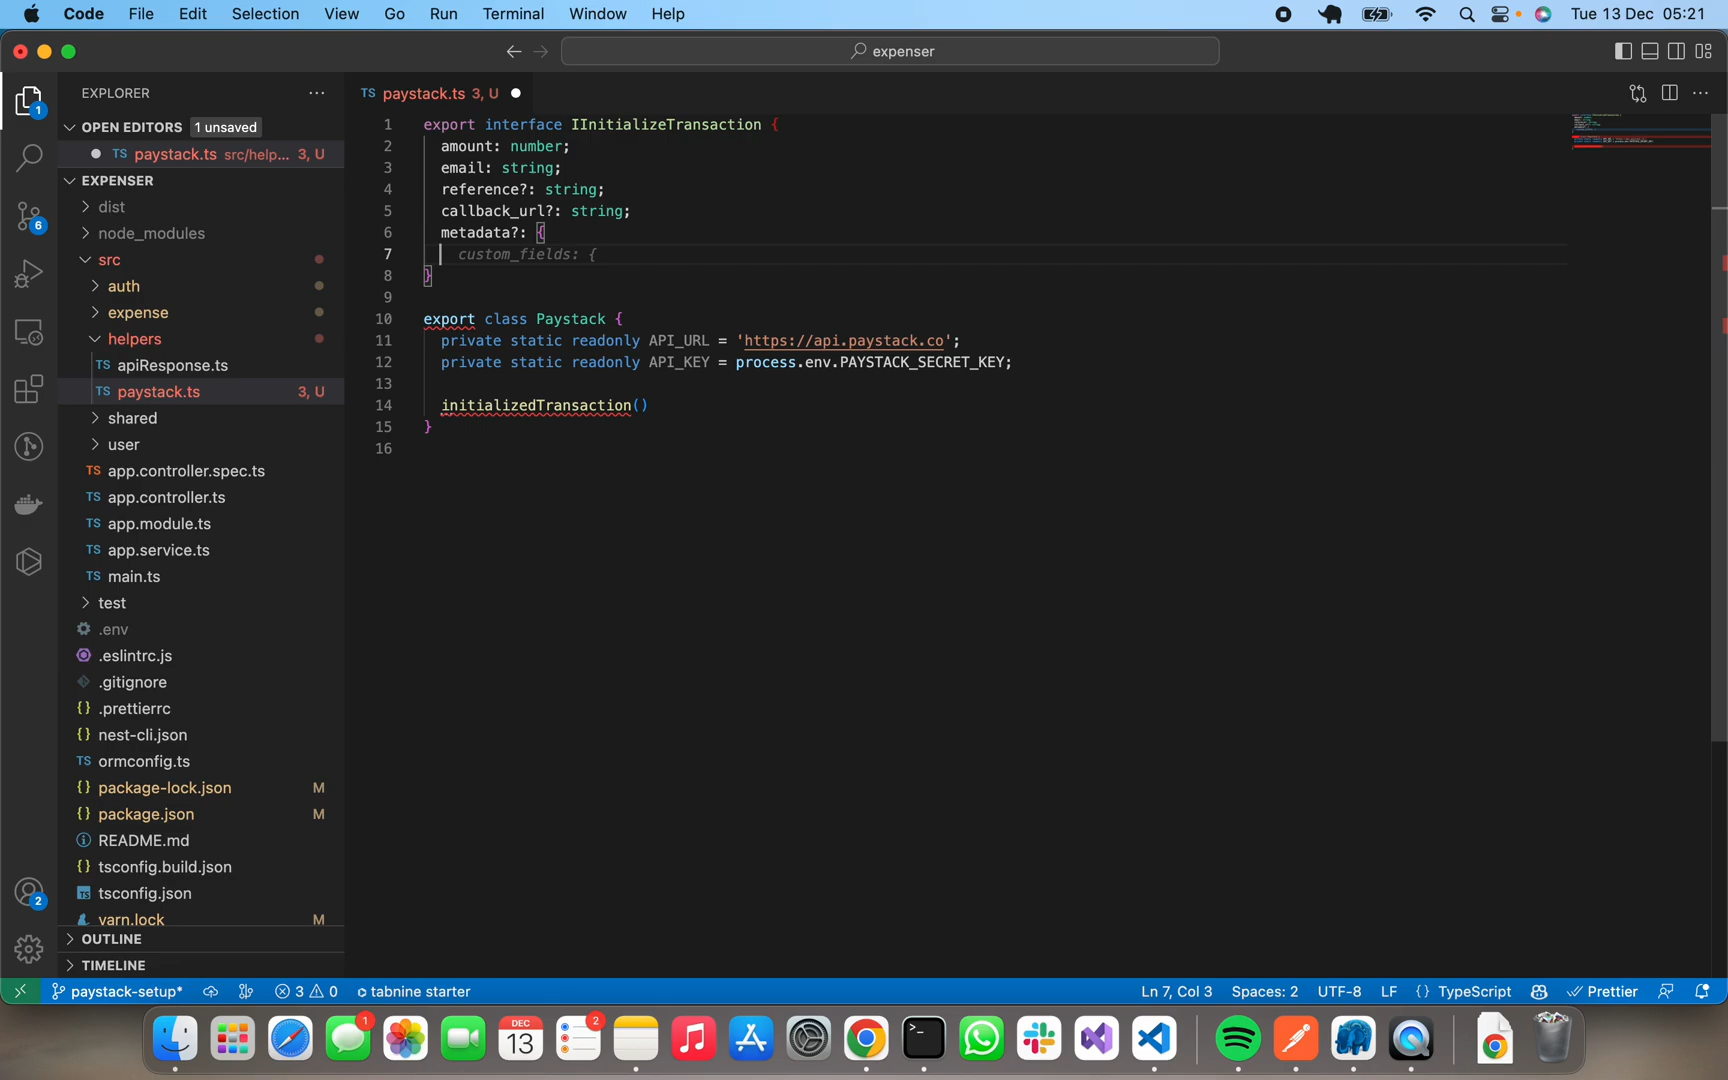 Code File Edit Selection View Go Run Terminal Window Help Tue 13 Dec 05:21
expenser
EXPLORER
OPEN EDITORS 1 unsaved
TS paystack.ts src/help... 3, U
EXPENSER
dist
node_modules
src
auth
expense
helpers
TS apiResponse.ts
TS paystack.ts 3, U
shared
user
TS app.controller.spec.ts
TS app.controller.ts
TS app.module.ts
TS app.service.ts
TS main.ts
test
.env
.eslintrc.js
.gitignore
{} .prettierrc
{} nest-cli.json
TS ormconfig.ts
{} package-lock.json M
{} package.json M
README.md
{} tsconfig.build.json
TS tsconfig.json
yarn.lock M
OUTLINE
TIMELINE
1
6
2
TS paystack.ts 3, U
1 export interface IInitializeTransaction {
2 amount: number;
3 email: string;
4 reference?: string;
5 callback_url?: string;
6 metadata?: {
7 custom_fields: {
8 }
9
10 export class Paystack {
11 private static readonly API_URL = 'https://api.paystack.co';
12 private static readonly API_KEY = process.env.PAYSTACK_SECRET_KEY;
13
14 initializedTransaction()
15 }
16
paystack-setup* 3 0 tabnine starter Ln 7, Col 3 Spaces: 2 UTF-8 LF {} TypeScript Prettier
1
DEC
13
2